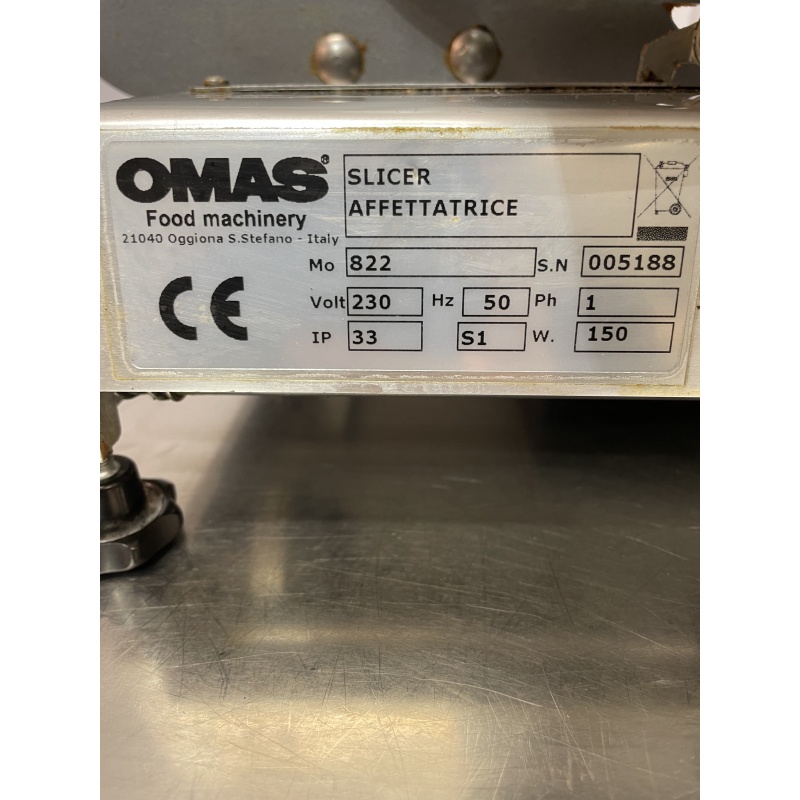 OMAS®
Food machinery
21040 Oggiona S.Stefano - Italy
SLICER
AFFETTATRICE
Mo 822 S.N 005188
Volt 230 Hz 50 Ph 1
IP 33 S1 W. 150
CE